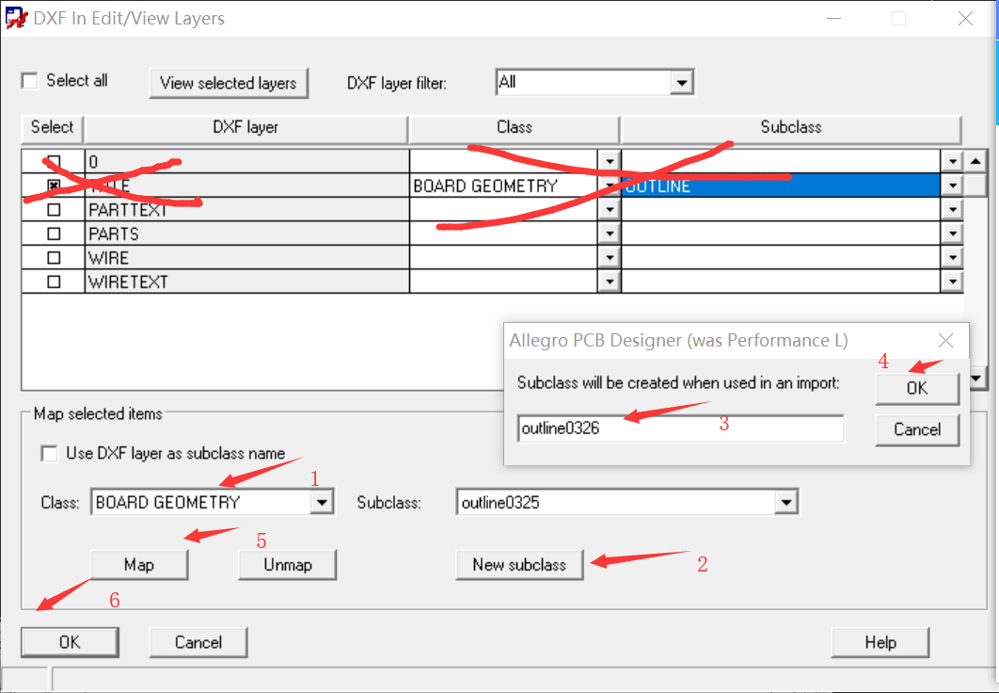 DXF In Edit/View Layers
Select all
View selected layers
DXF layer filter:
All
Select
DXF layer
Class
Subclass
0
BOARD GEOMETRY
OUTLINE
PARTTEXT
PARTS
WIRE
WIRETEXT
Allegro PCB Designer (was Performance L)
4
Subclass will be created when used in an import:
OK
outline0326
3
Cancel
Map selected items
Use DXF layer as subclass name
1
Class:
BOARD GEOMETRY
Subclass:
outline0325
5
Map
Unmap
New subclass
2
6
OK
Cancel
Help